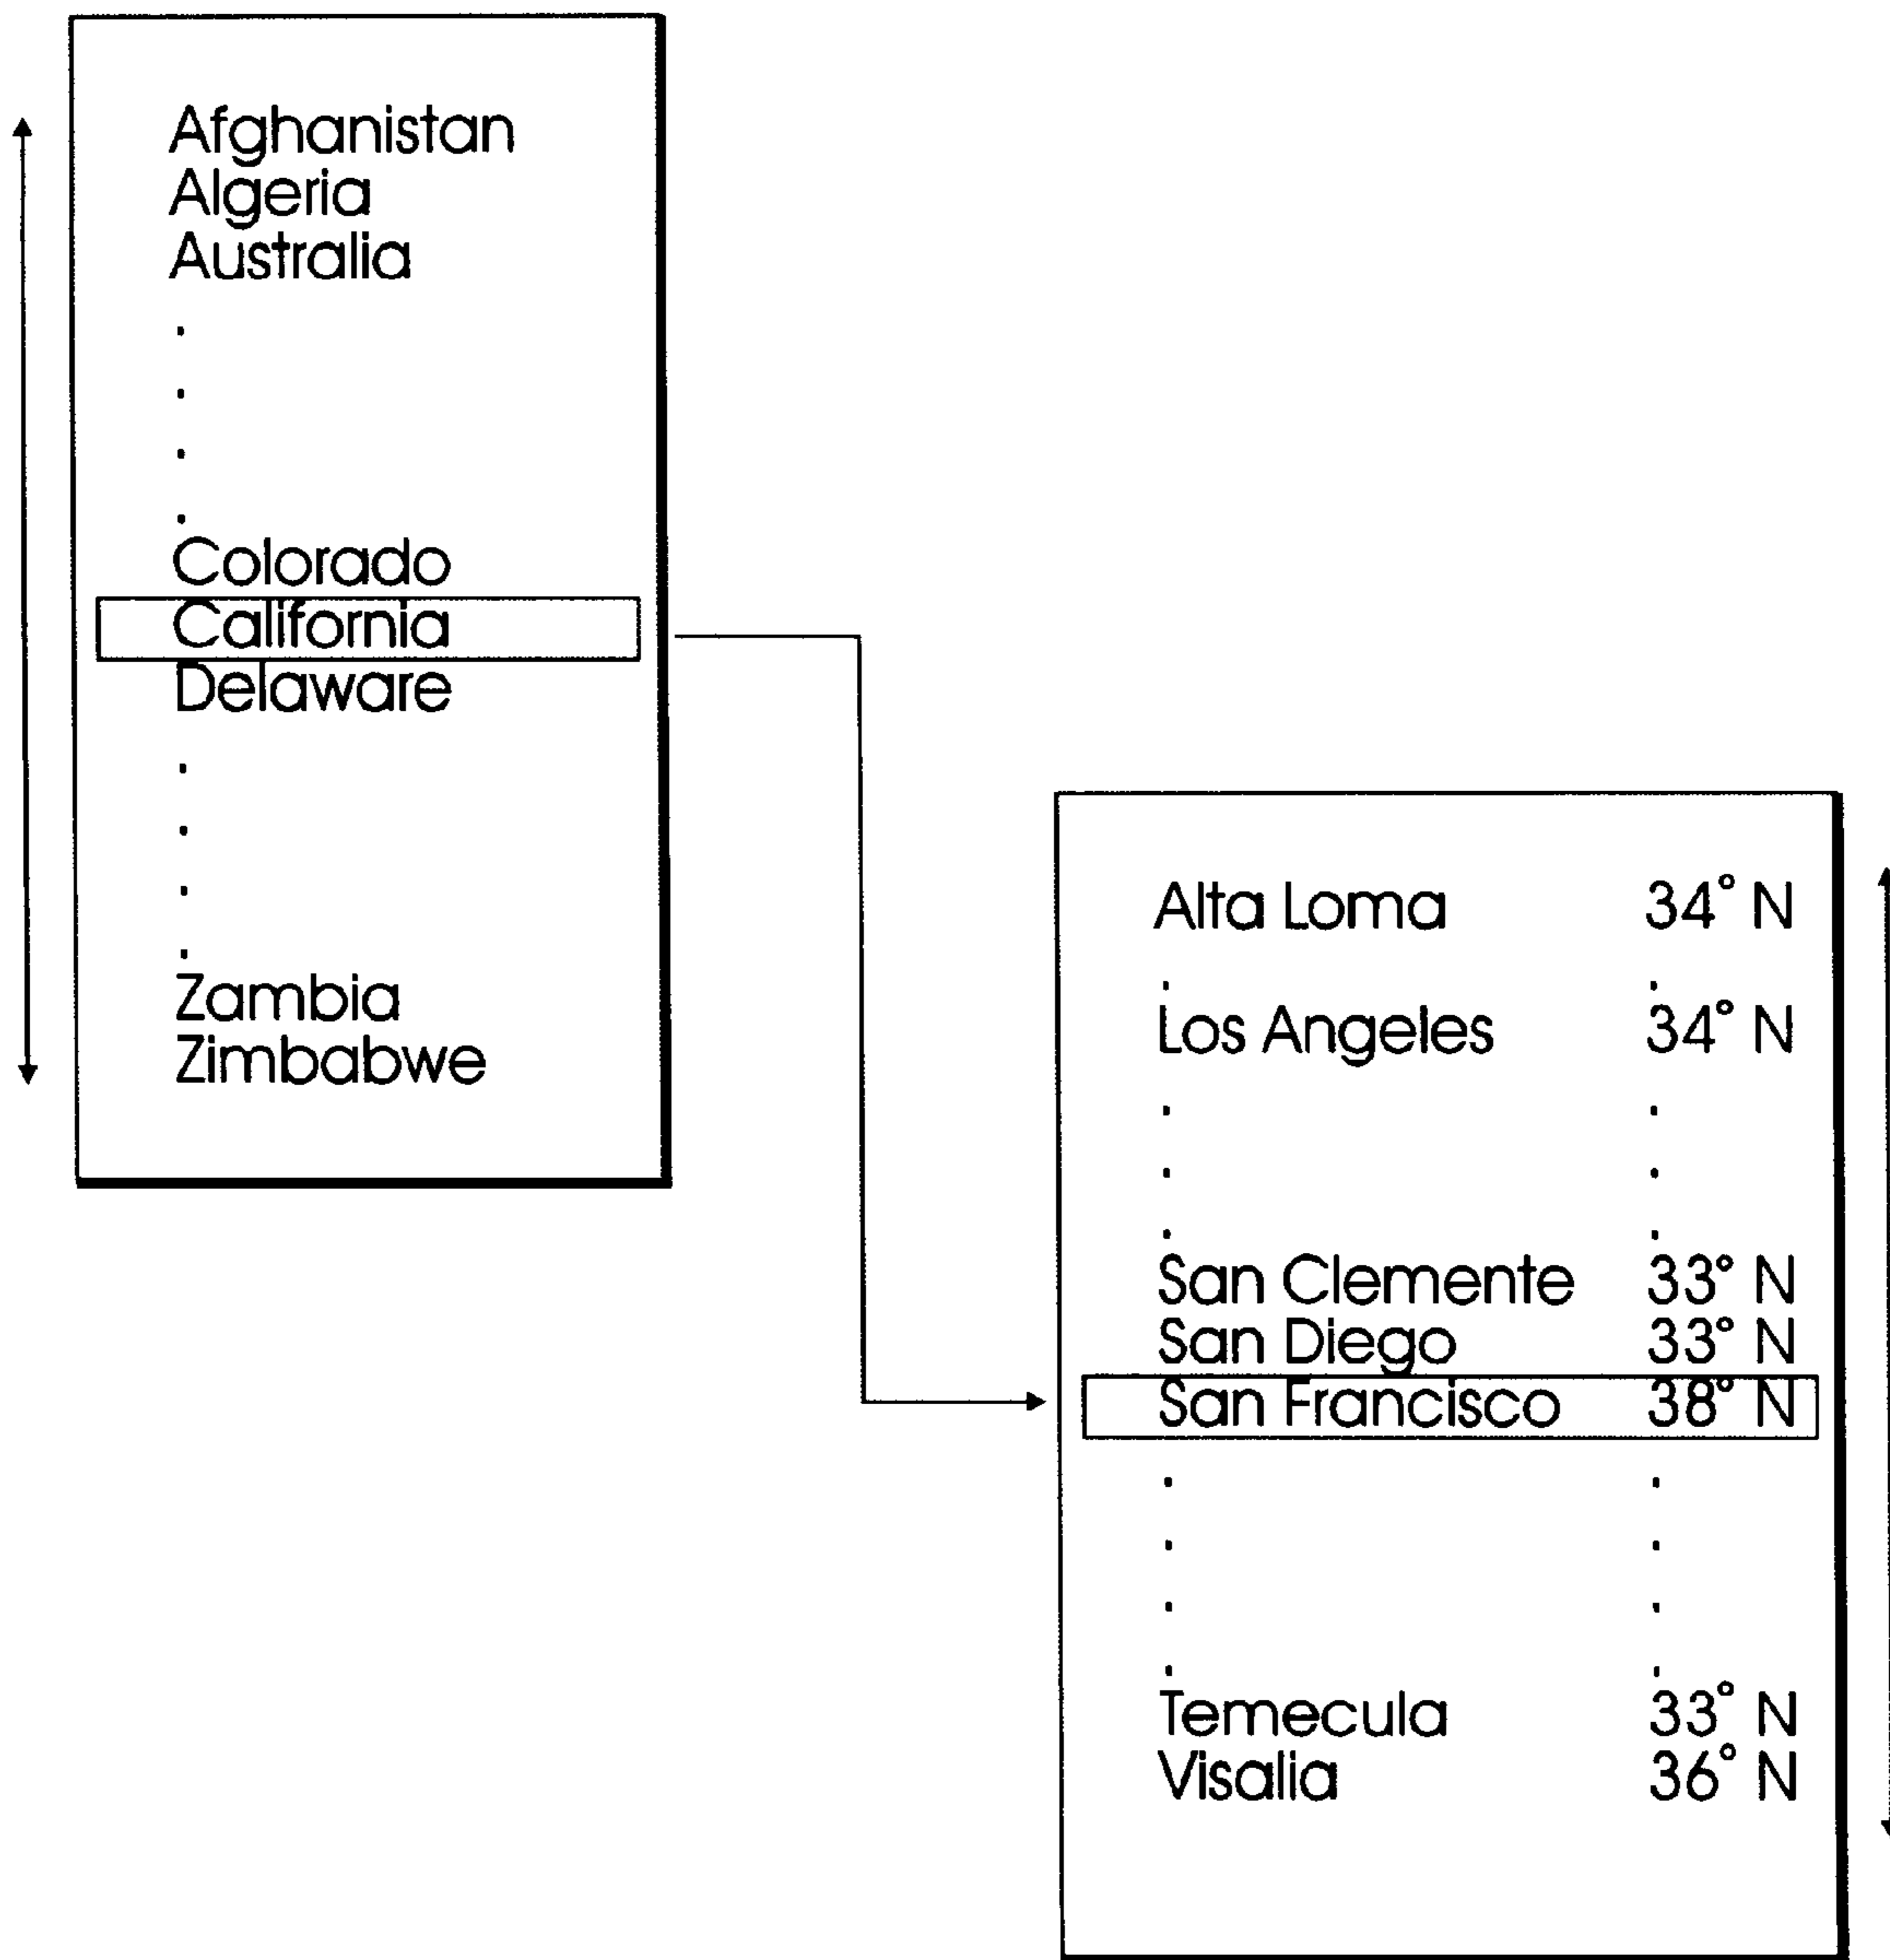 Afghanistan
Algeria
Australia
.
.
.
.
Colorado
California
Delaware
.
.
.
.
Zambia
Zimbabwe
Alta Loma 34° N
. .
Los Angeles 34° N
. .
. .
. .
San Clemente 33° N
San Diego 33° N
San Francisco 38° N
. .
. .
. .
. .
Temecula 33° N
Visalia 36° N